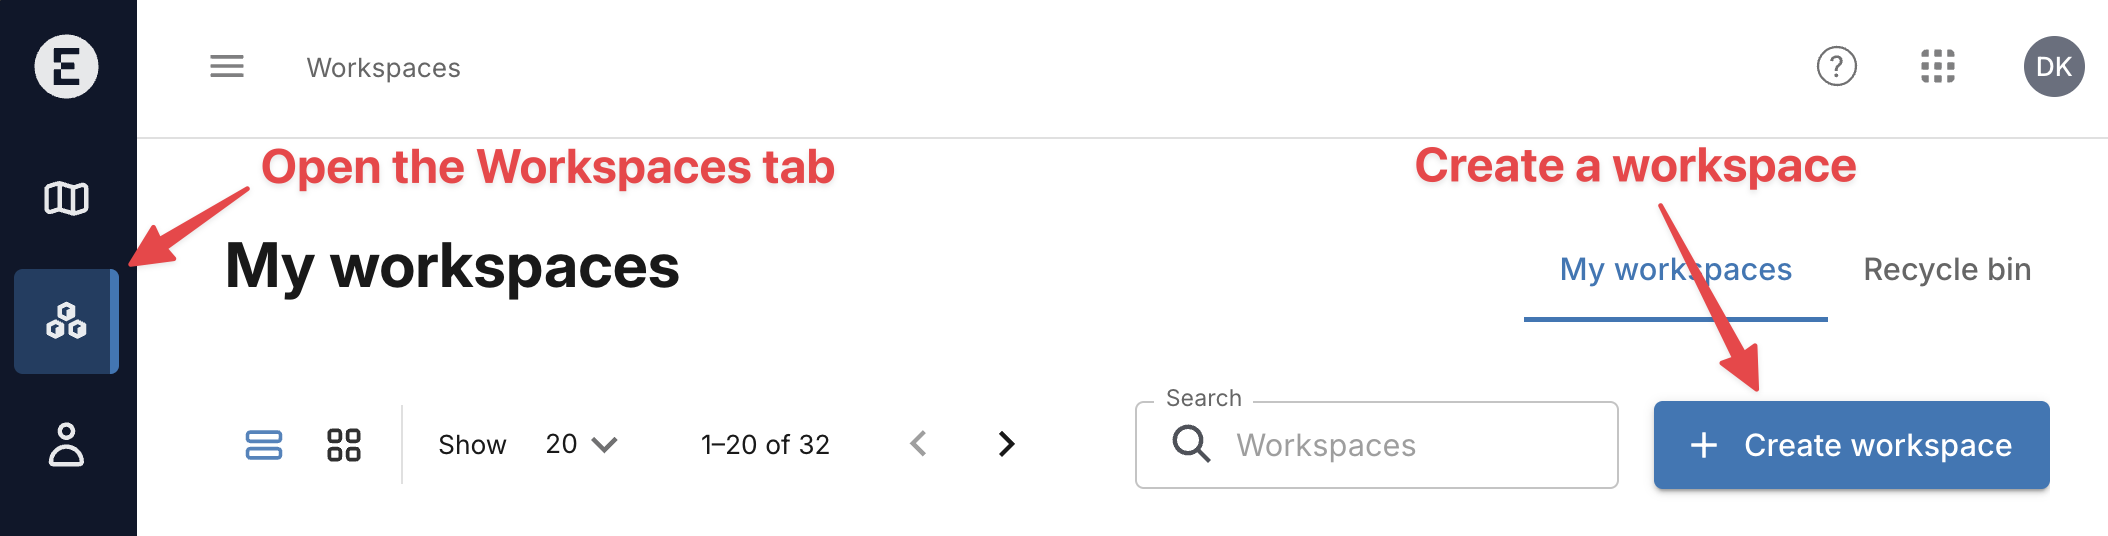 E
Workspaces
?
DK
Open the Workspaces tab
Create a workspace
My workspaces
My workspaces
Recycle bin
Search
Show 20
1–20 of 32
Workspaces
+ Create workspace